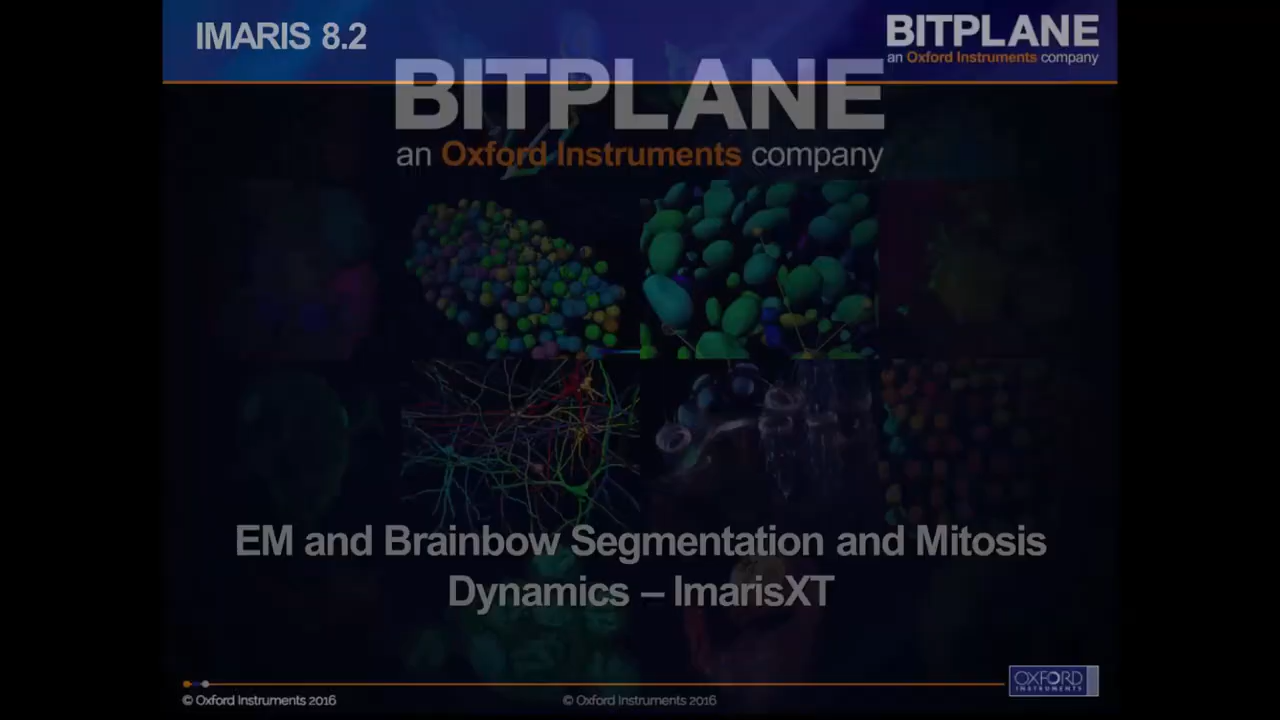 IMARIS 8.2
BITPLANE
an Oxford Instruments company
BITPLANE
an Oxford Instruments company
EM and Brainbow Segmentation and Mitosis
Dynamics – ImarisXT
© Oxford Instruments 2016
© Oxford Instruments 2016
OXFORD
INSTRUMENTS